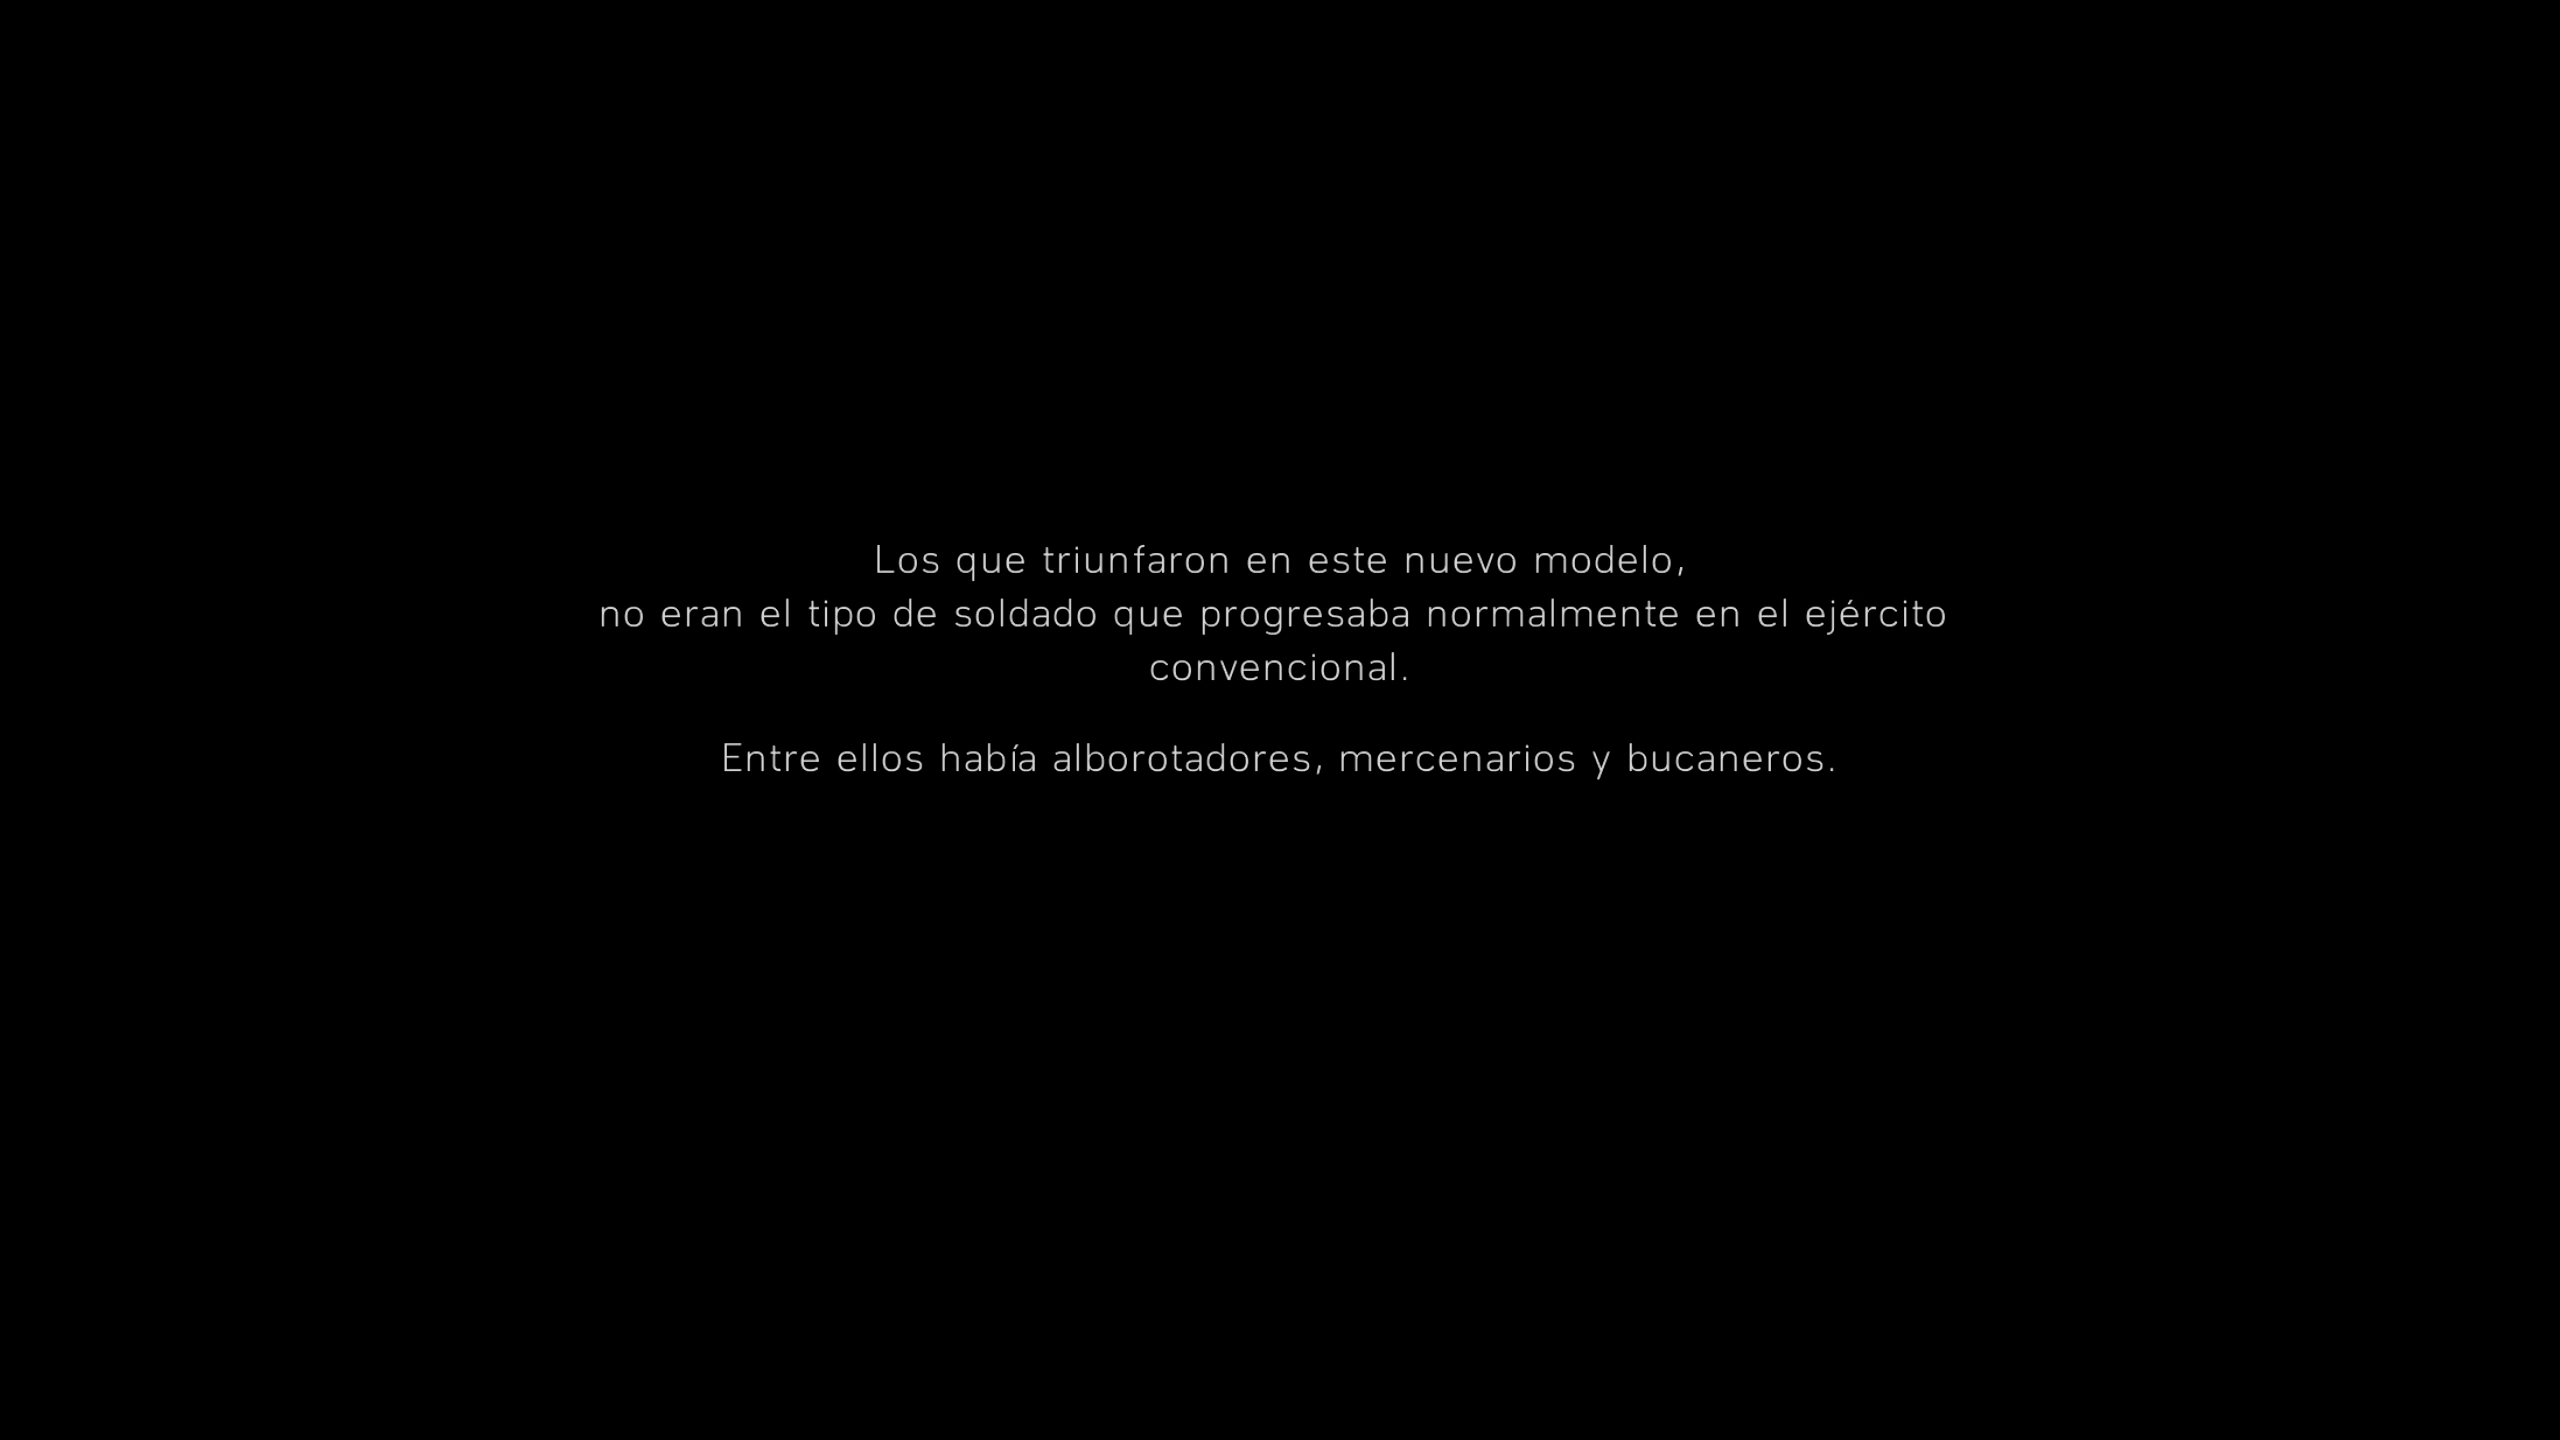 Los que triunfaron en este nuevo modelo,
no eran el tipo de soldado que progresaba normalmente en el ejército
convencional.
Entre ellos había alborotadores, mercenarios y bucaneros.